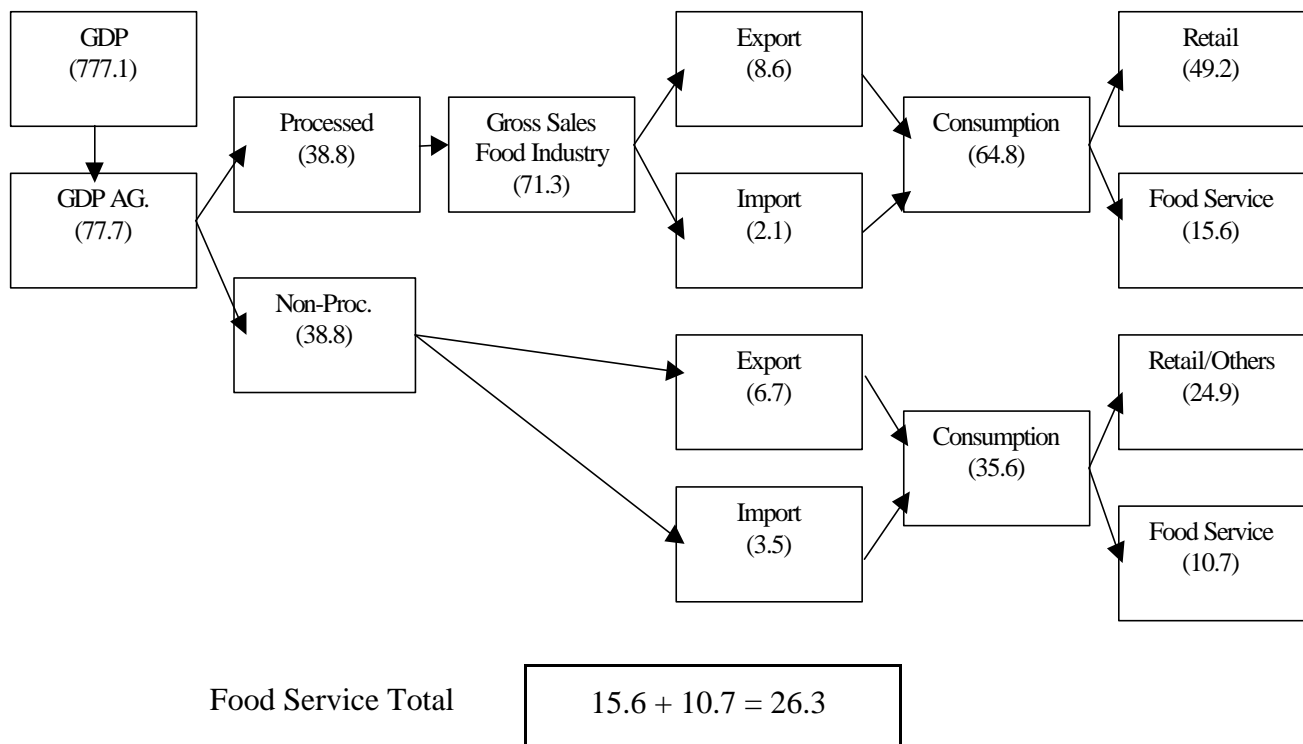 GDP
(777.1)
GDP AG.
(77.7)
Processed
(38.8)
Non-Proc.
(38.8)
Gross Sales
Food Industry
(71.3)
Export
(8.6)
Import
(2.1)
Consumption
(64.8)
Retail
(49.2)
Food Service
(15.6)
Export
(6.7)
Import
(3.5)
Consumption
(35.6)
Retail/Others
(24.9)
Food Service
(10.7)
Food Service Total
15.6 + 10.7 = 26.3